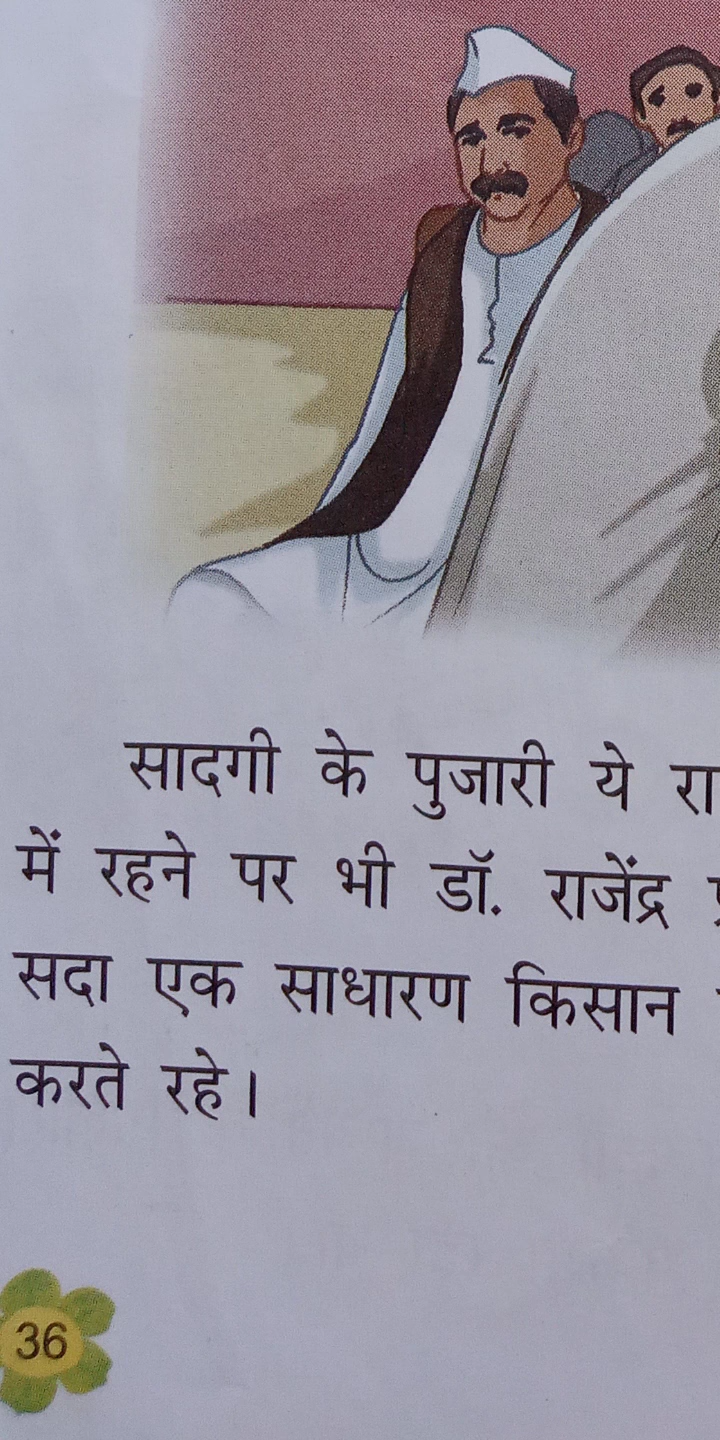 सादगी के पुजारी ये रा
में रहने पर भी डॉ. राजेंद्र
सदा एक साधारण किसान
करते रहे।
36